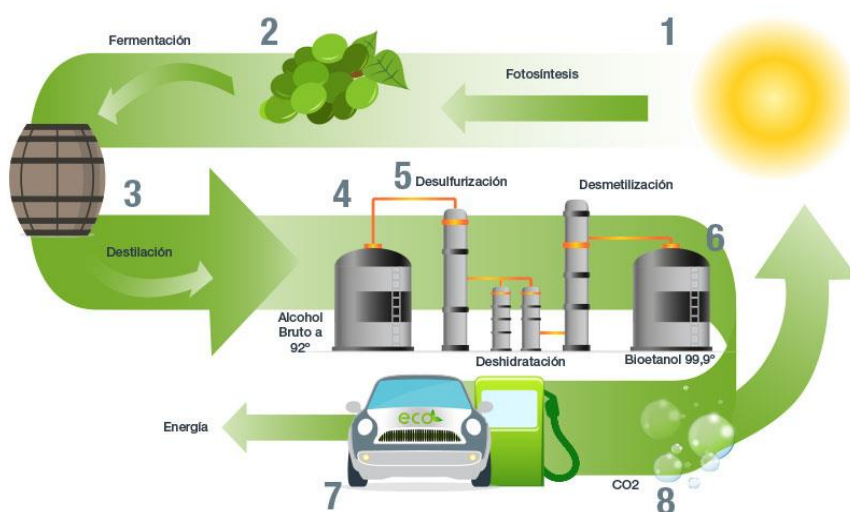 1
Fotosíntesis
2
Fermentación
3
Destilación
4
Alcohol
Bruto a
92º
5
Desulfurización
Deshidratación
Desmetilización
6
Bioetanol 99,9º
eco
7
Energía
CO2
8